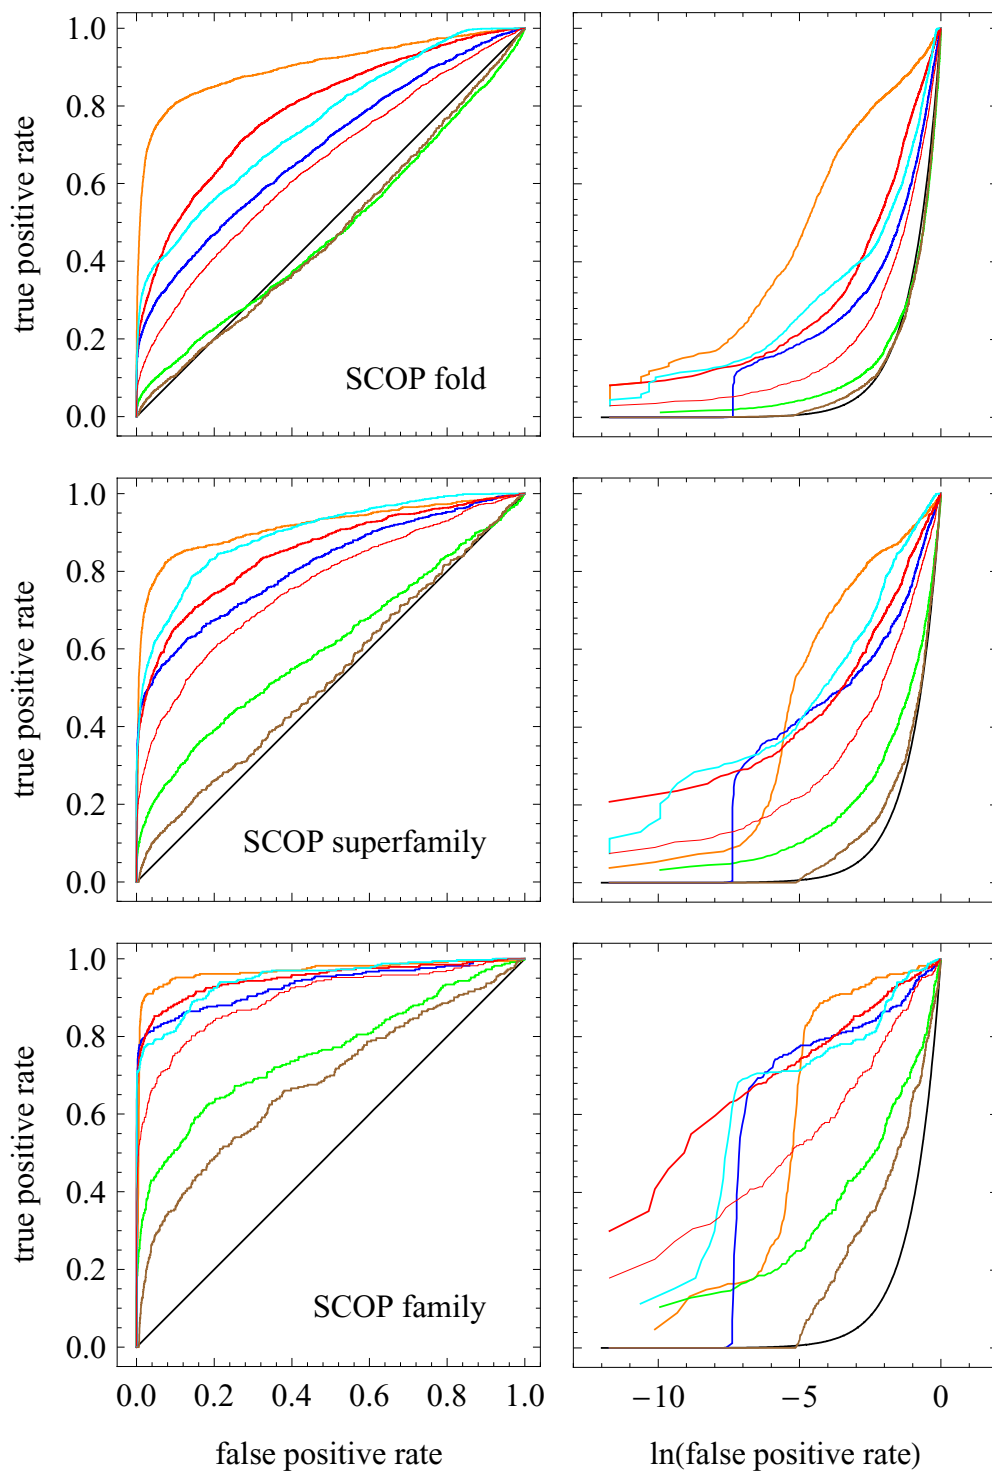 1.0
0.8
0.6
0.4
0.2
0.0
true positive rate
SCOP fold
1.0
0.8
0.6
0.4
0.2
0.0
true positive rate
SCOP superfamily
1.0
0.8
0.6
0.4
0.2
0.0
true positive rate
SCOP family
0.0 0.2 0.4 0.6 0.8 1.0
false positive rate
−10 −5 0
ln(false positive rate)